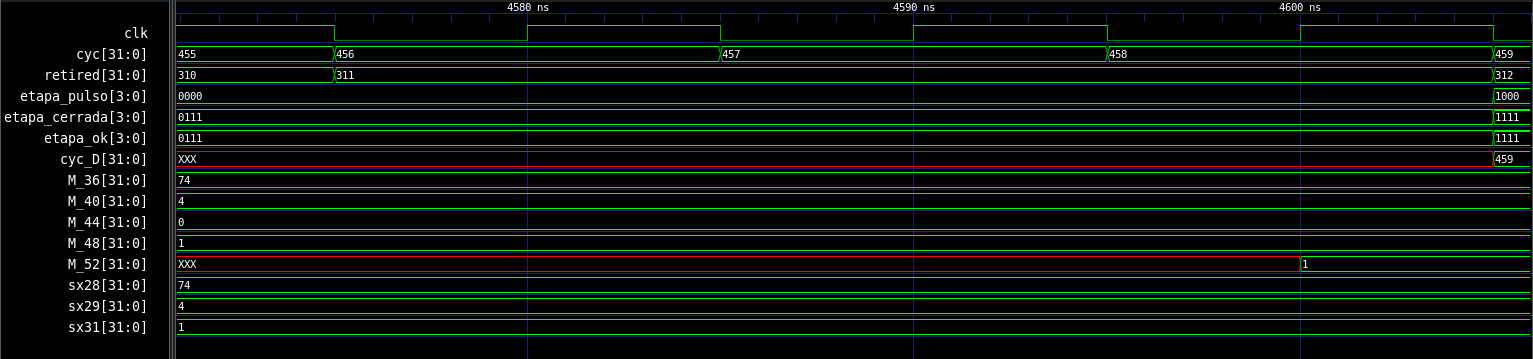 4580 ns 4590 ns 4600 ns
clk
cyc[31:0] 455 456 457 458 459
retired[31:0] 310 311 312
etapa_pulso[3:0] 0000 1000
etapa_cerrada[3:0] 0111 1111
etapa_ok[3:0] 0111 1111
cyc_D[31:0] XXX 459
M_36[31:0] 74
M_40[31:0] 4
M_44[31:0] 0
M_48[31:0] 1
M_52[31:0] XXX 1
sx28[31:0] 74
sx29[31:0] 4
sx31[31:0] 1